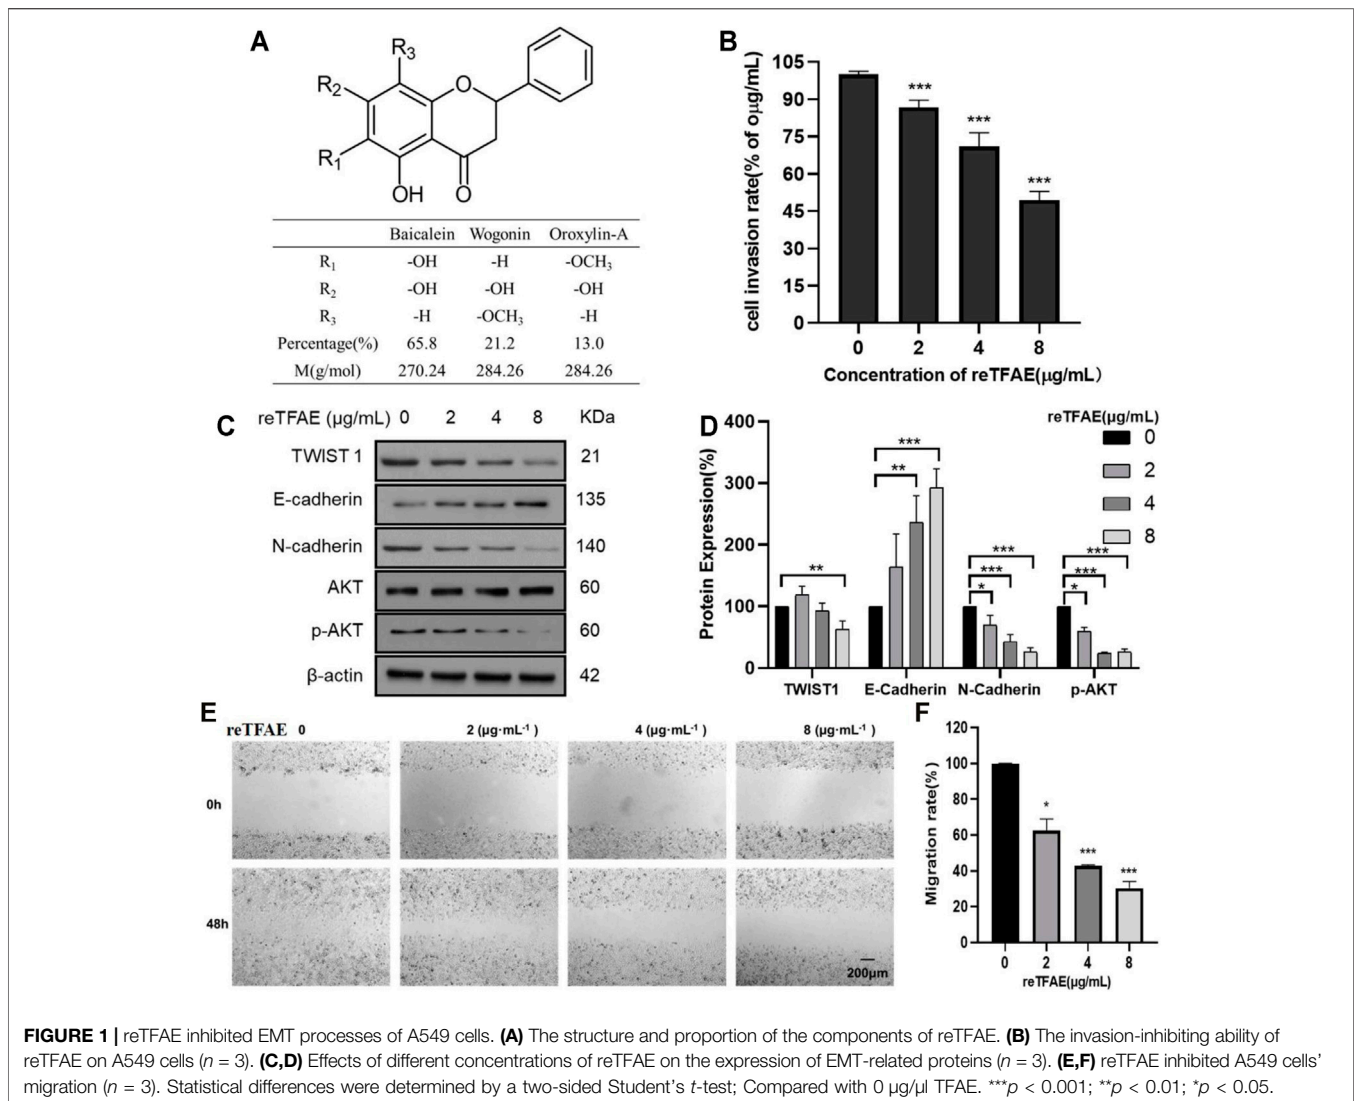 A
R3
R2
R1
O
OH
O
Baicalein Wogonin Oroxylin-A
R1 -OH -H -OCH3
R2 -OH -OH -OH
R3 -H -OCH3 -H
Percentage(%) 65.8 21.2 13.0
M(g/mol) 270.24 284.26 284.26
B
cell invasion rate(% of oμg/mL)
105
90
75
60
45
30
15
0
***
***
***
0 2 4 8
Concentration of reTFAE(μg/mL)
C
reTFAE (μg/mL) 0 2 4 8 KDa
TWIST 1 21
E-cadherin 135
N-cadherin 140
AKT 60
p-AKT 60
β-actin 42
D
Protein Expression(%)
400
300
200
100
0
**
**
***
*
***
***
*
***
***
TWIST1 E-Cadherin N-Cadherin p-AKT
reTFAE(μg/mL)
0
2
4
8
E
reTFAE 0 2 (μg·mL-1 ) 4 (μg·mL-1 ) 8 (μg·mL-1 )
0h
48h
200μm
F
Migration rate(%)
120
100
80
60
40
20
0
*
***
***
0 2 4 8
reTFAE(μg/mL)
FIGURE 1 | reTFAE inhibited EMT processes of A549 cells. (A) The structure and proportion of the components of reTFAE. (B) The invasion-inhibiting ability of
reTFAE on A549 cells (n = 3). (C,D) Effects of different concentrations of reTFAE on the expression of EMT-related proteins (n = 3). (E,F) reTFAE inhibited A549 cells’
migration (n = 3). Statistical differences were determined by a two-sided Student’s t-test; Compared with 0 μg/μl TFAE. ***p < 0.001; **p < 0.01; *p < 0.05.